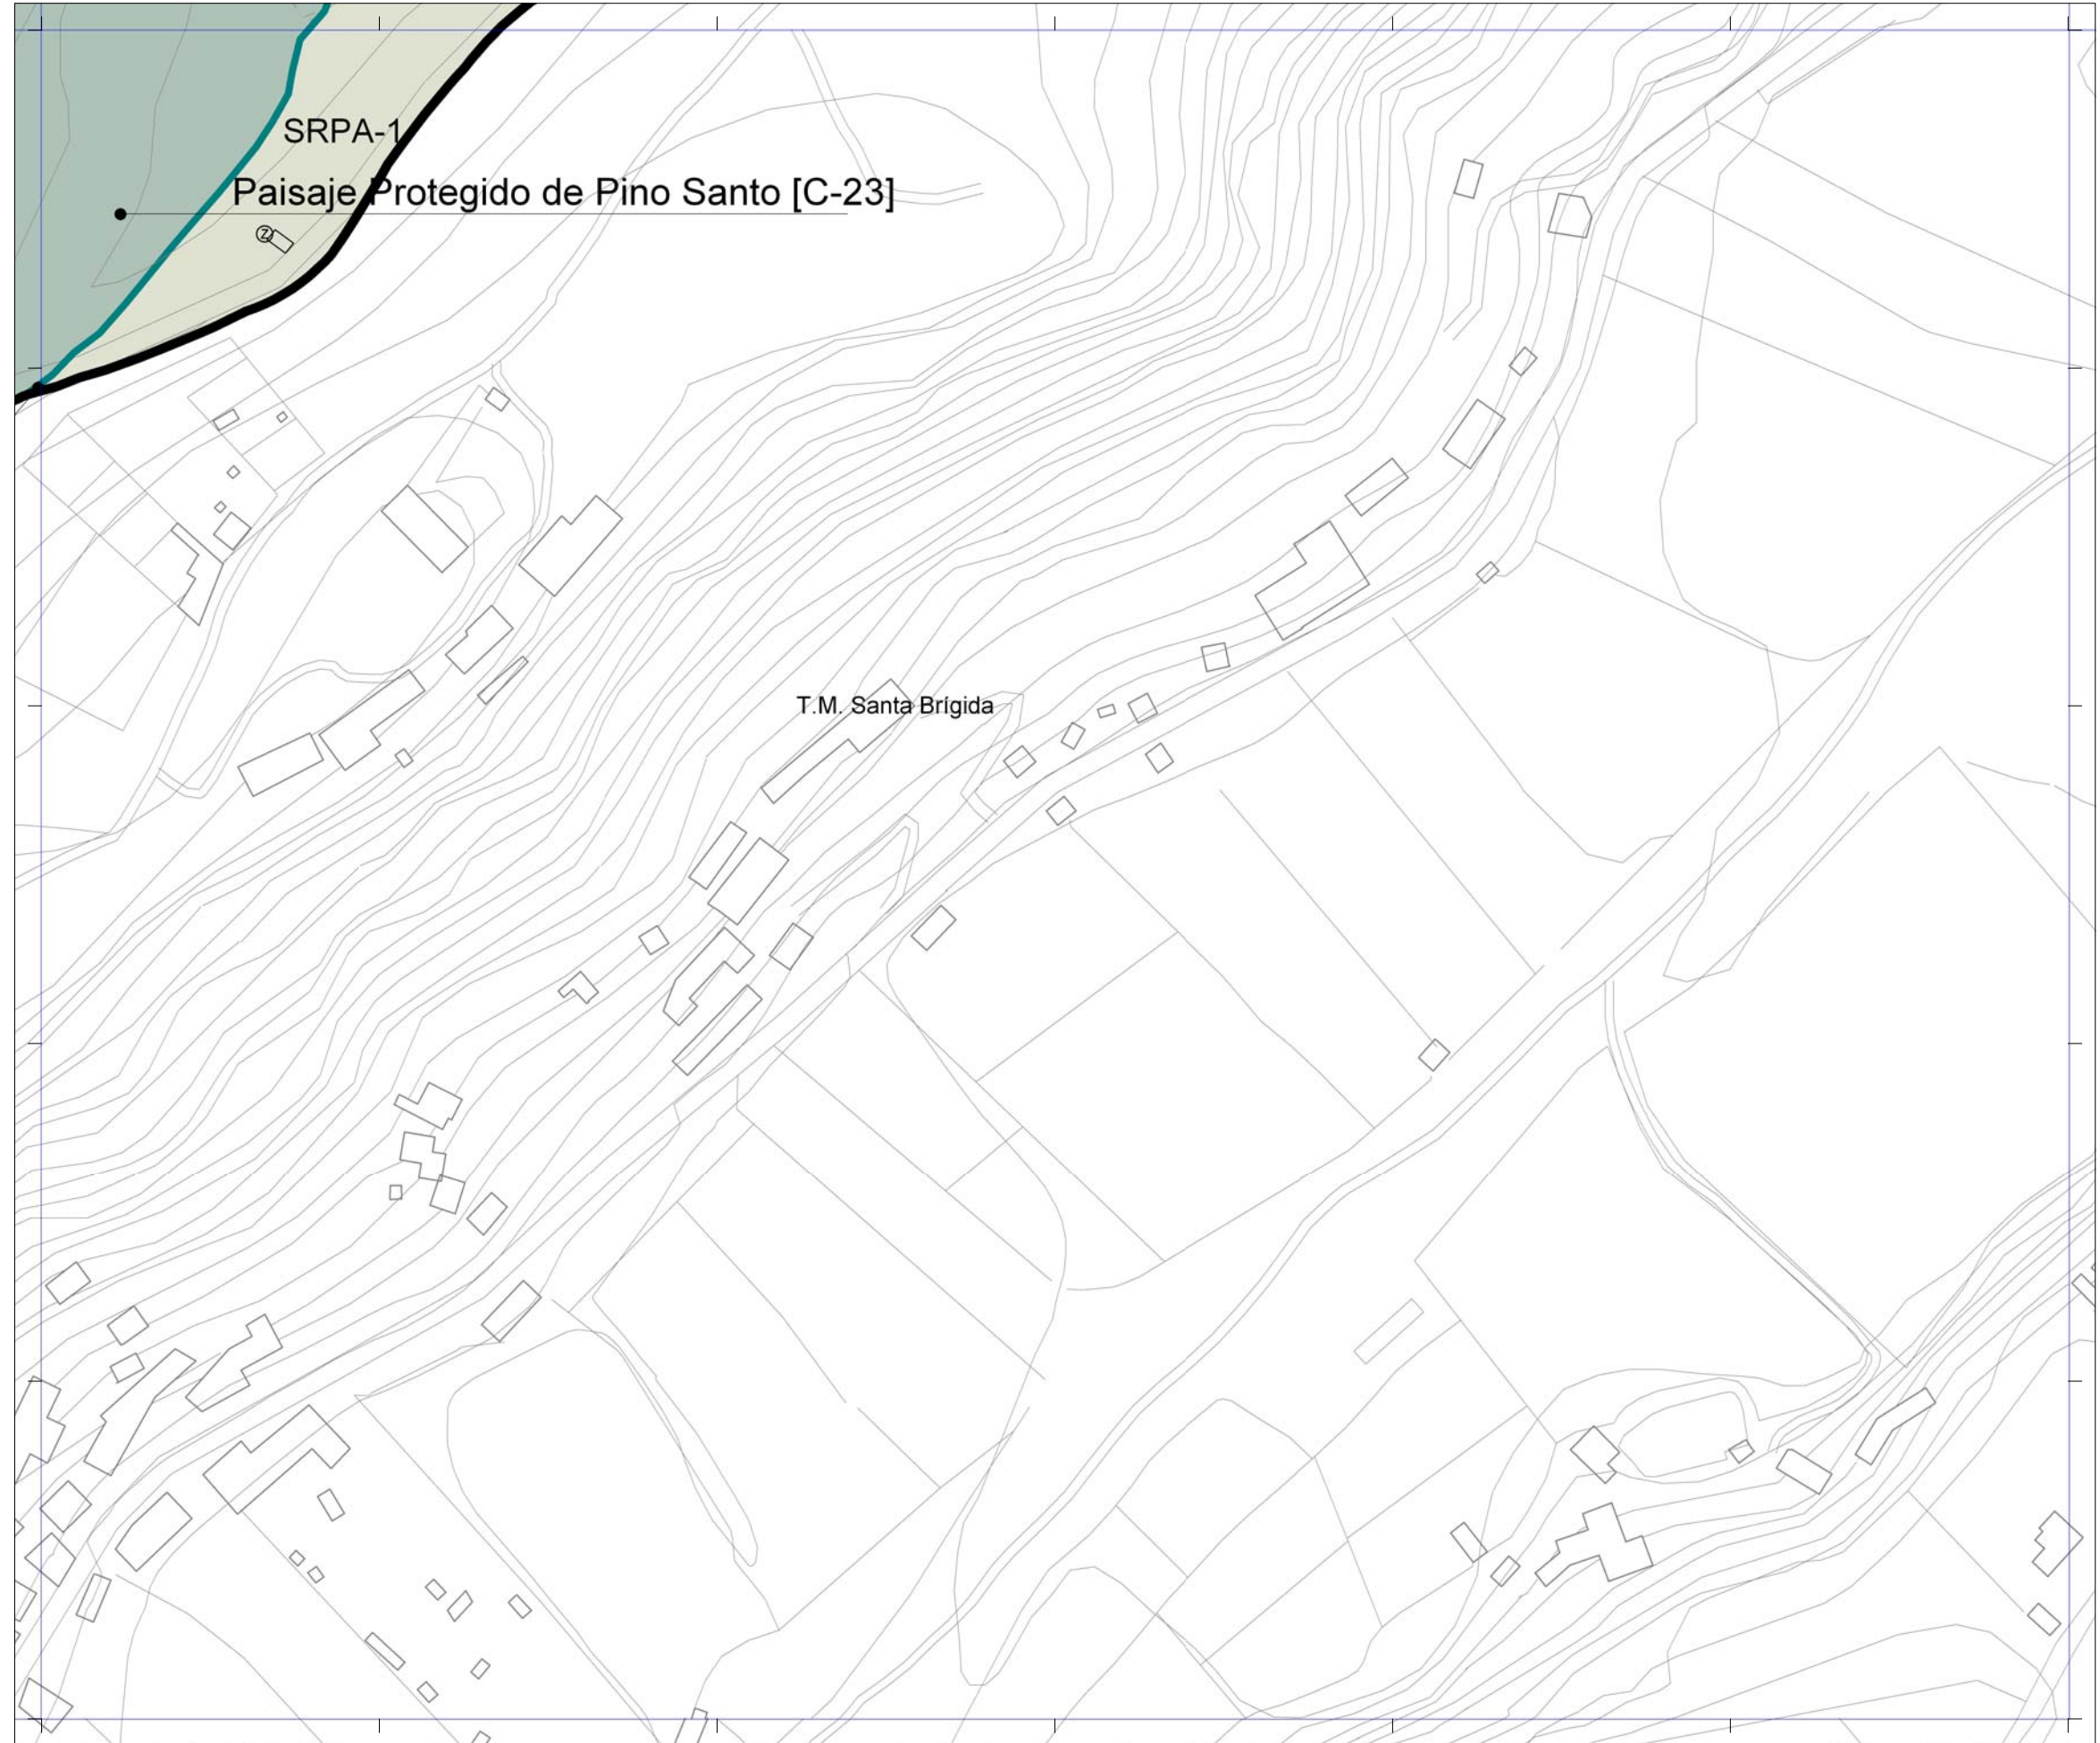 SRPA-1
Paisaje Protegido de Pino Santo [C-23]
Z
T.M. Santa Brígida